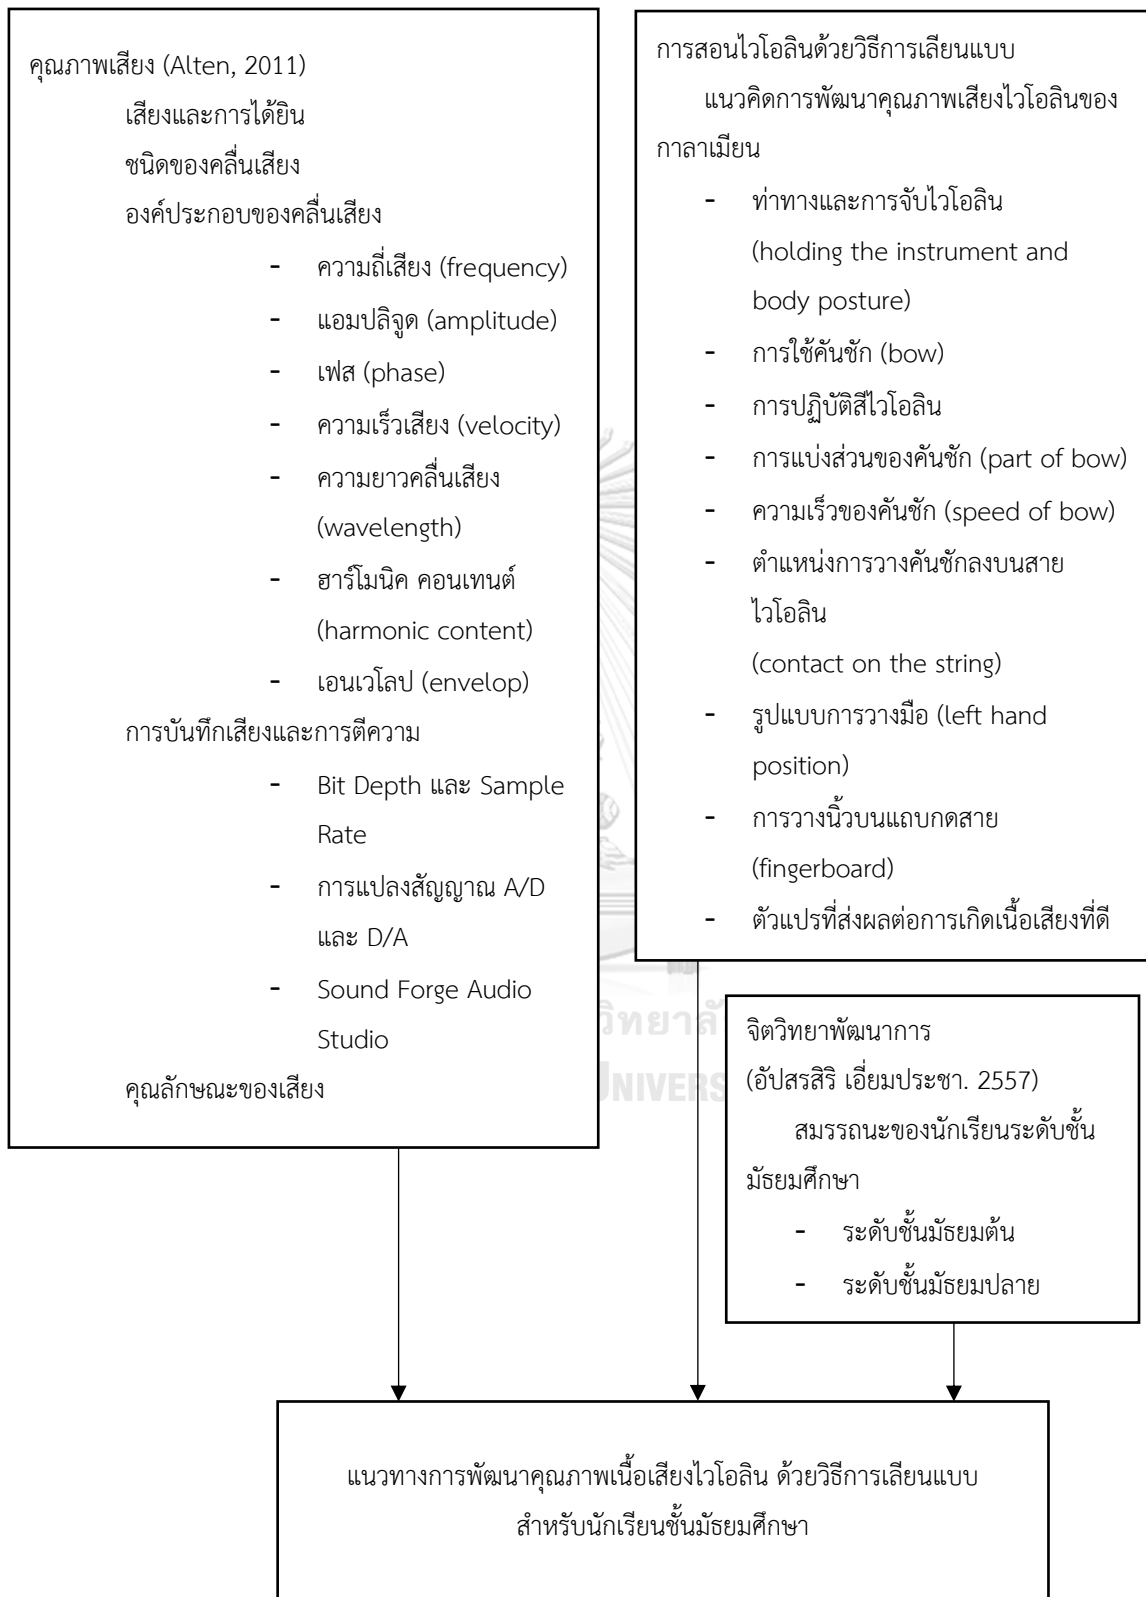 คุณภาพเสียง (Alten, 2011)
เสียงและการได้ยิน
ชนิดของคลื่นเสียง
องค์ประกอบของคลื่นเสียง
- ความถี่เสียง (frequency)
- แอมปลิจูด (amplitude)
- เฟส (phase)
- ความเร็วเสียง (velocity)
- ความยาวคลื่นเสียง
(wavelength)
- ฮาร์โมนิค คอนเทนต์
(harmonic content)
- เอนเวโลป (envelop)
การบันทึกเสียงและการตีความ
- Bit Depth และ Sample
Rate
- การแปลงสัญญาณ A/D
และ D/A
- Sound Forge Audio
Studio
คุณลักษณะของเสียง
การสอนไวโอลินด้วยวิธีการเลียนแบบ
แนวคิดการพัฒนาคุณภาพเสียงไวโอลินของ
กาลาเมียน
- ท่าทางและการจับไวโอลิน
(holding the instrument and
body posture)
- การใช้คันชัก (bow)
- การปฏิบัติสีไวโอลิน
- การแบ่งส่วนของคันชัก (part of bow)
- ความเร็วของคันชัก (speed of bow)
- ตำแหน่งการวางคันชักลงบนสาย
ไวโอลิน
(contact on the string)
- รูปแบบการวางมือ (left hand
position)
- การวางนิ้วบนแถบกดสาย
(fingerboard)
- ตัวแปรที่ส่งผลต่อการเกิดเนื้อเสียงที่ดี
จิตวิทยาพัฒนาการ
(อัปสรสิริ เอี่ยมประชา. 2557)
สมรรถนะของนักเรียนระดับชั้น
มัธยมศึกษา
- ระดับชั้นมัธยมต้น
- ระดับชั้นมัธยมปลาย
แนวทางการพัฒนาคุณภาพเนื้อเสียงไวโอลิน ด้วยวิธีการเลียนแบบ
สำหรับนักเรียนชั้นมัธยมศึกษา